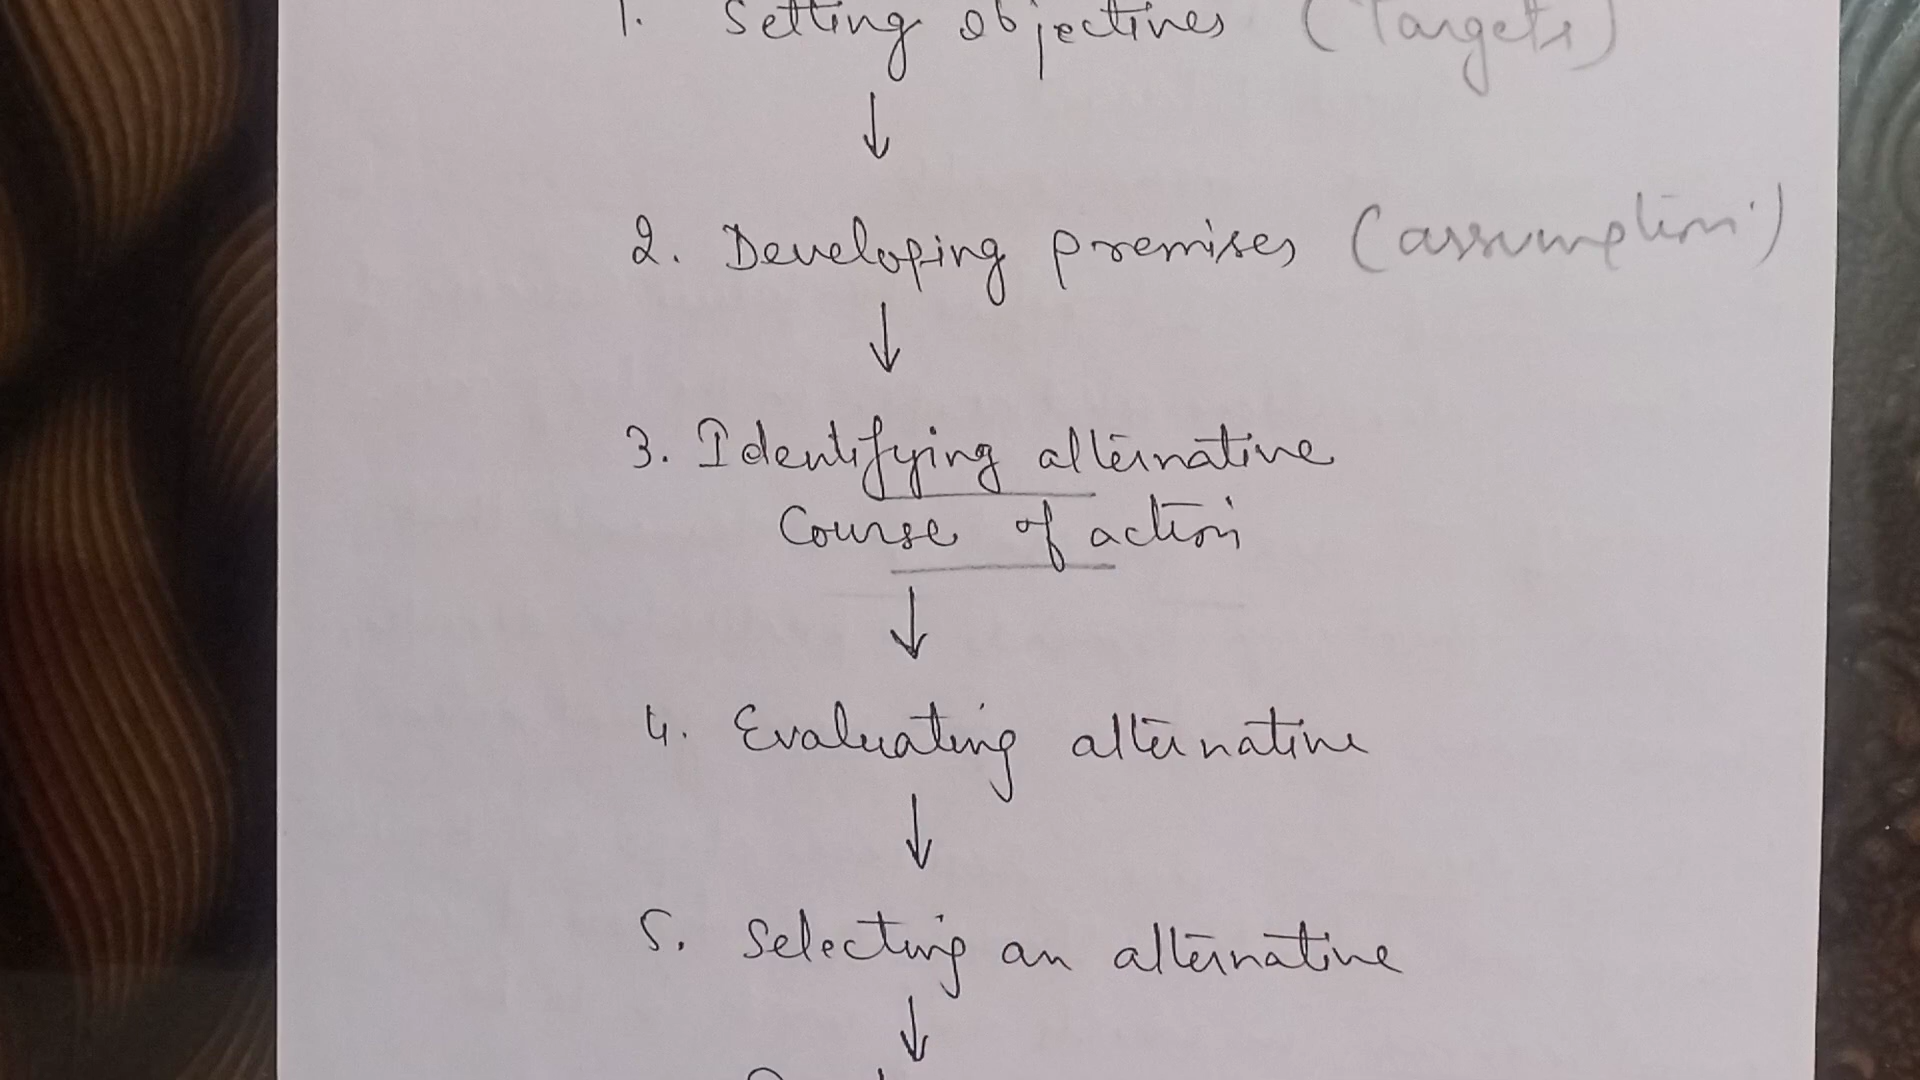 1. Setting objectives (Targets)
↓
2. Developing premises (assumption)
↓
3. Identifying alternative
Course of action
↓
4. Evaluating alternative
↓
5. Selecting an alternative
↓